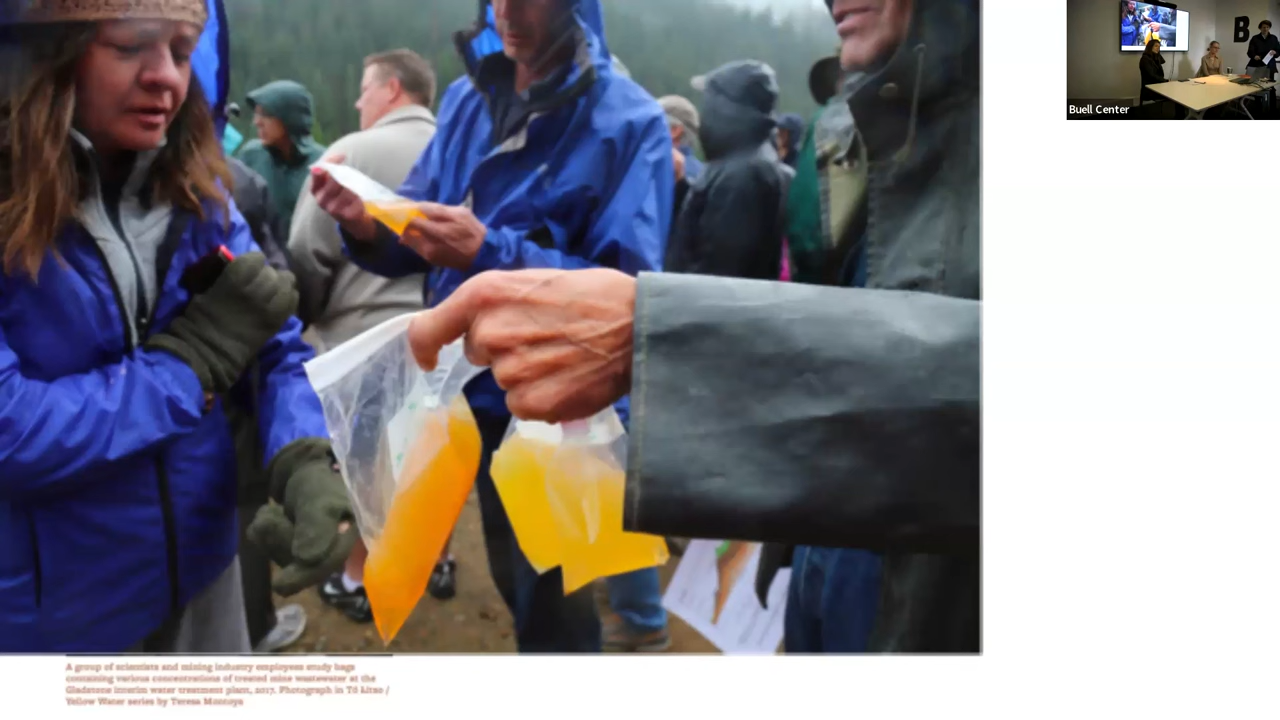 B
Buell Center
A group of scientists and mining industry employees study bags
containing various concentrations of treated mine wastewater at the
Gladstone interim water treatment plant, 2017. Photograph in Tó Łitso /
Yellow Water series by Teresa Montoya